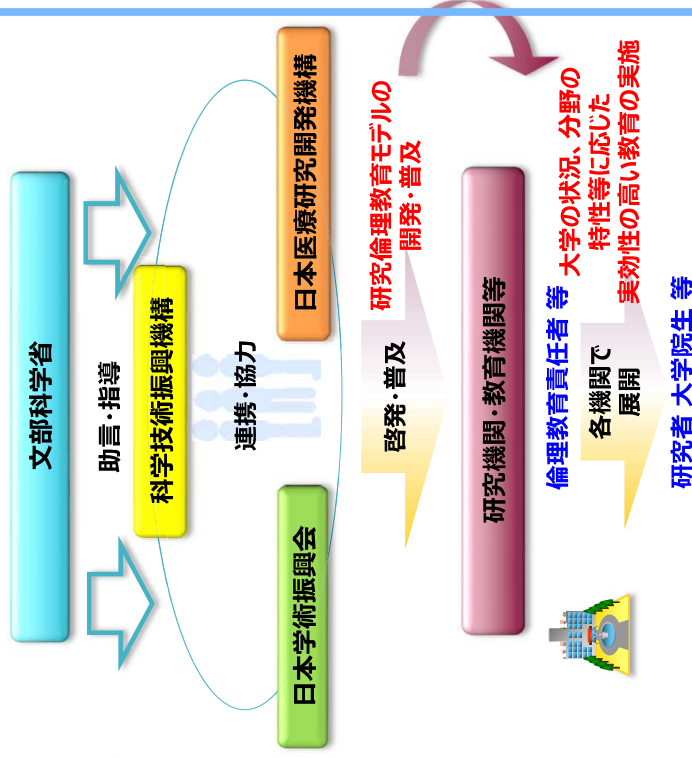 文部科学省
助言・指導
科学技術振興機構
連携・協力
日本学術振興会
日本医療研究開発機構
啓発・普及
研究倫理教育モデルの
開発・普及
研究機関・教育機関等
倫理教育責任者 等
各機関で
展開
大学の状況、分野の
特性等に応じた
実効性の高い教育の実施
研究者 大学院生 等